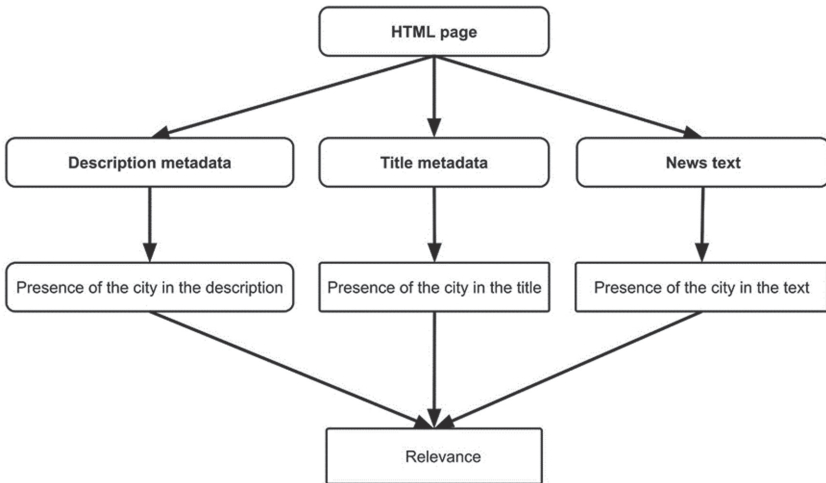 HTML page
Description metadata
Title metadata
News text
Presence of the city in the description
Presence of the city in the title
Presence of the city in the text
Relevance